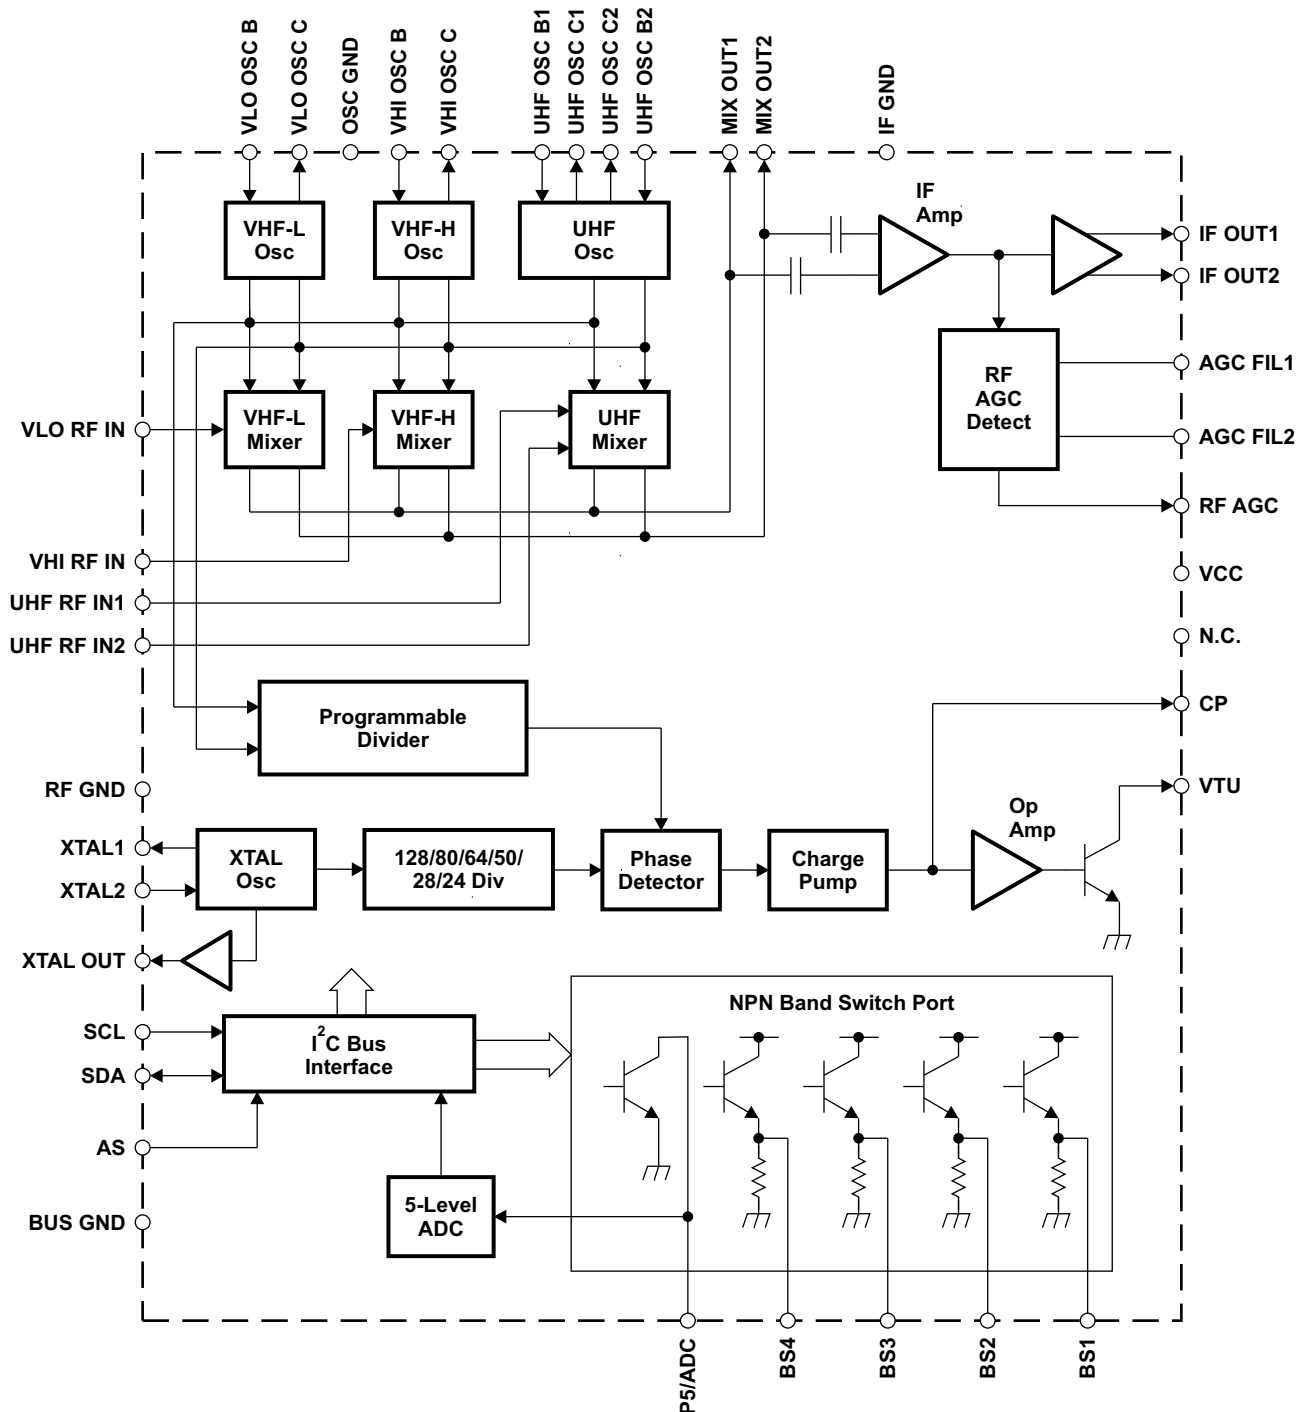 VLO OSC B
VLO OSC C
OSC GND
VHI OSC B
VHI OSC C
UHF OSC B1
UHF OSC C1
UHF OSC C2
UHF OSC B2
MIX OUT1
MIX OUT2
IF GND
VHF-L
Osc
VHF-H
Osc
UHF
Osc
IF
Amp
IF OUT1
IF OUT2
RF
AGC
Detect
AGC FIL1
AGC FIL2
RF AGC
VLO RF IN
VHF-L
Mixer
VHF-H
Mixer
UHF
Mixer
VHI RF IN
UHF RF IN1
UHF RF IN2
VCC
N.C.
CP
VTU
Programmable
Divider
RF GND
XTAL1
XTAL2
XTAL
Osc
128/80/64/50/
28/24 Div
Phase
Detector
Charge
Pump
Op
Amp
XTAL OUT
SCL
SDA
AS
BUS GND
I2C Bus
Interface
5-Level
ADC
NPN Band Switch Port
P5/ADC
BS4
BS3
BS2
BS1